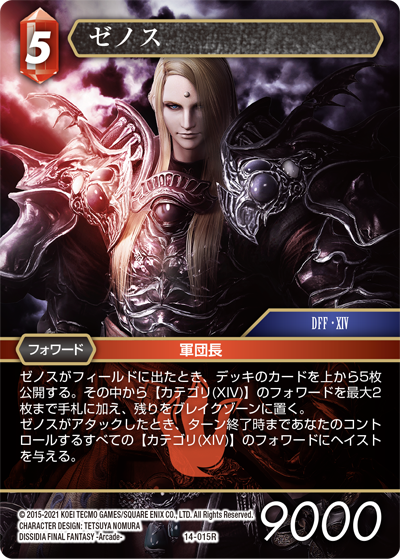 5
ゼノス
DFF・XIV
フォワード
軍団長
ゼノスがフィールドに出たとき、デッキのカードを上から5枚
公開する。その中から【カテゴリ(XIV)】のフォワードを最大2
枚まで手札に加え、残りをブレイクゾーンに置く。
ゼノスがアタックしたとき、ターン終了時まであなたのコント
ロールするすべての【カテゴリ(XIV)】のフォワードにヘイスト
を与える。
© 2015-2021 KOEI TECMO GAMES/SQUARE ENIX CO., LTD. All Rights Reserved.
CHARACTER DESIGN: TETSUYA NOMURA
DISSIDIA FINAL FANTASY -Arcade-
14-015R
9000